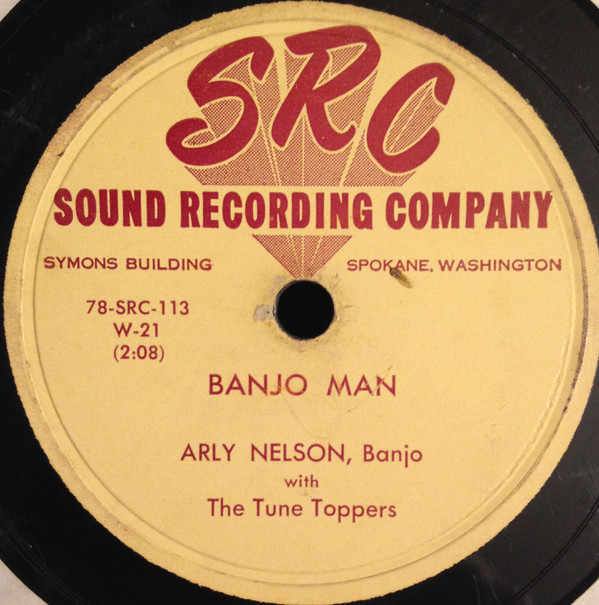 SRC
SOUND RECORDING COMPANY
SYMONS BUILDING SPOKANE, WASHINGTON
78-SRC-113
W-21
(2:08)
BANJO MAN
ARLY NELSON, Banjo
with
The Tune Toppers